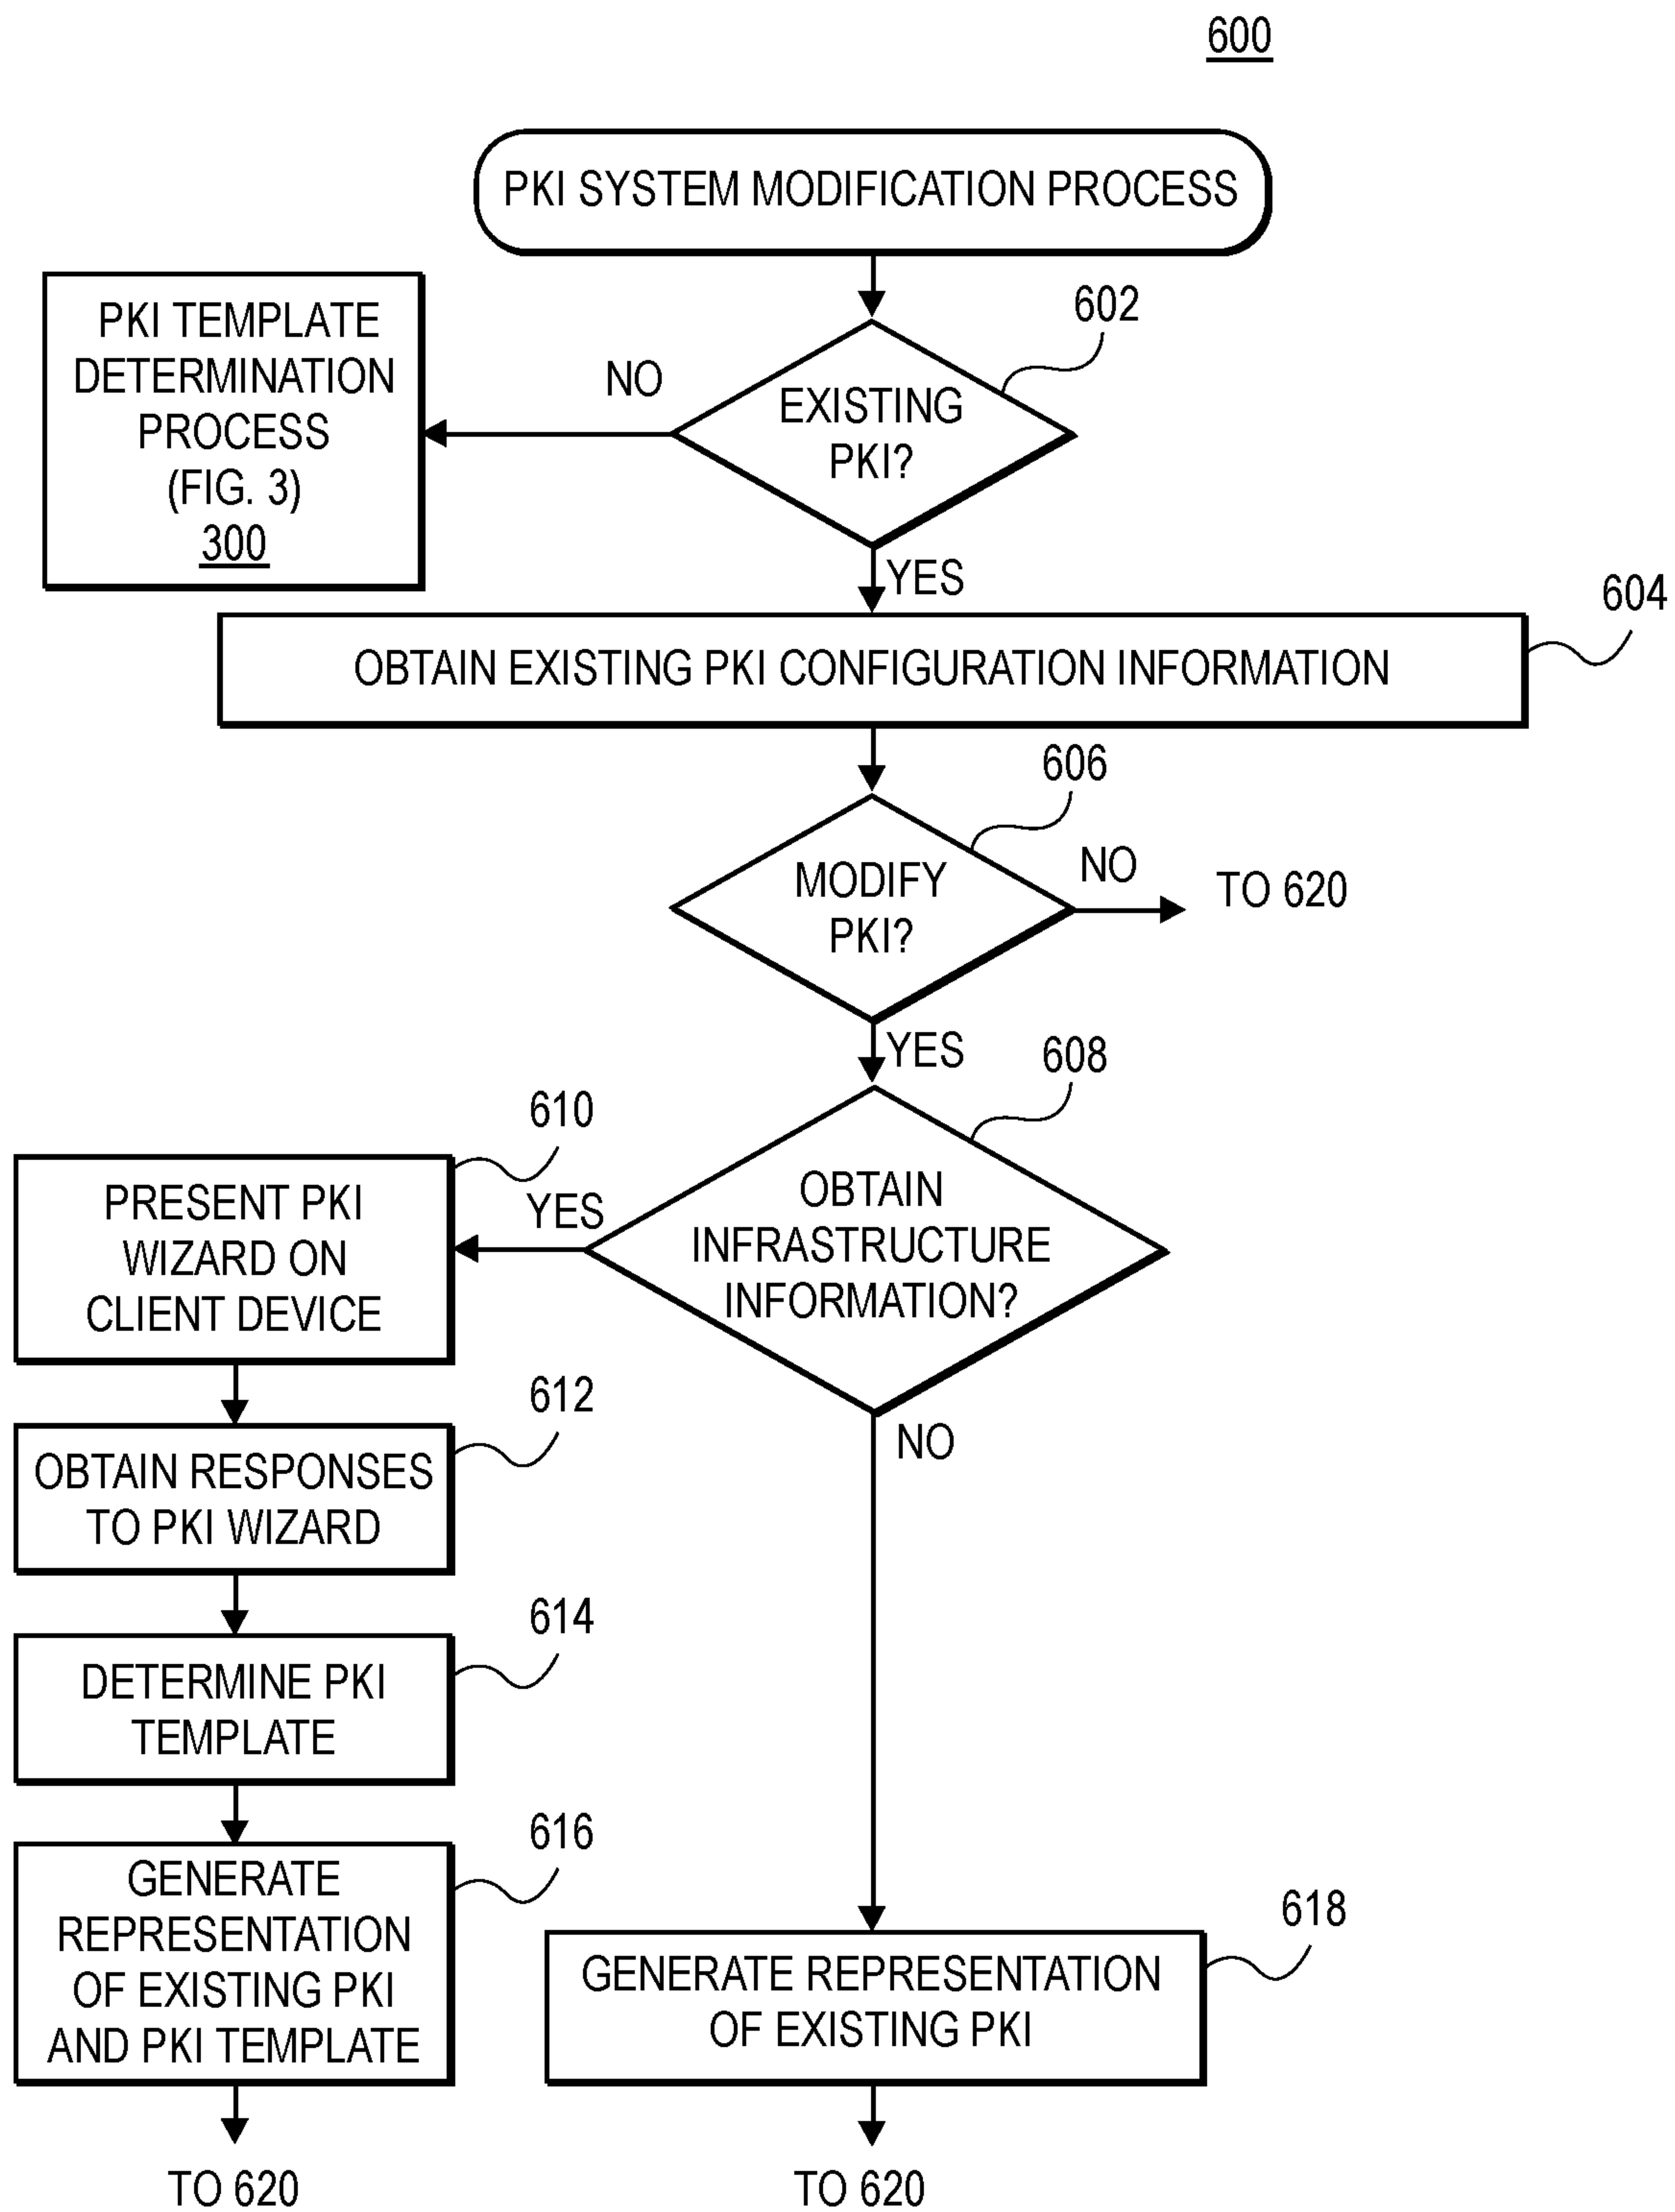 600
PKI SYSTEM MODIFICATION PROCESS
602
PKI TEMPLATE
DETERMINATION
PROCESS
(FIG. 3)
300
NO
EXISTING
PKI?
YES
604
OBTAIN EXISTING PKI CONFIGURATION INFORMATION
606
MODIFY
PKI?
NO
TO 620
YES
608
610
PRESENT PKI
WIZARD ON
CLIENT DEVICE
YES
OBTAIN
INFRASTRUCTURE
INFORMATION?
NO
612
OBTAIN RESPONSES
TO PKI WIZARD
614
DETERMINE PKI
TEMPLATE
616
GENERATE
REPRESENTATION
OF EXISTING PKI
AND PKI TEMPLATE
618
GENERATE REPRESENTATION
OF EXISTING PKI
TO 620
TO 620